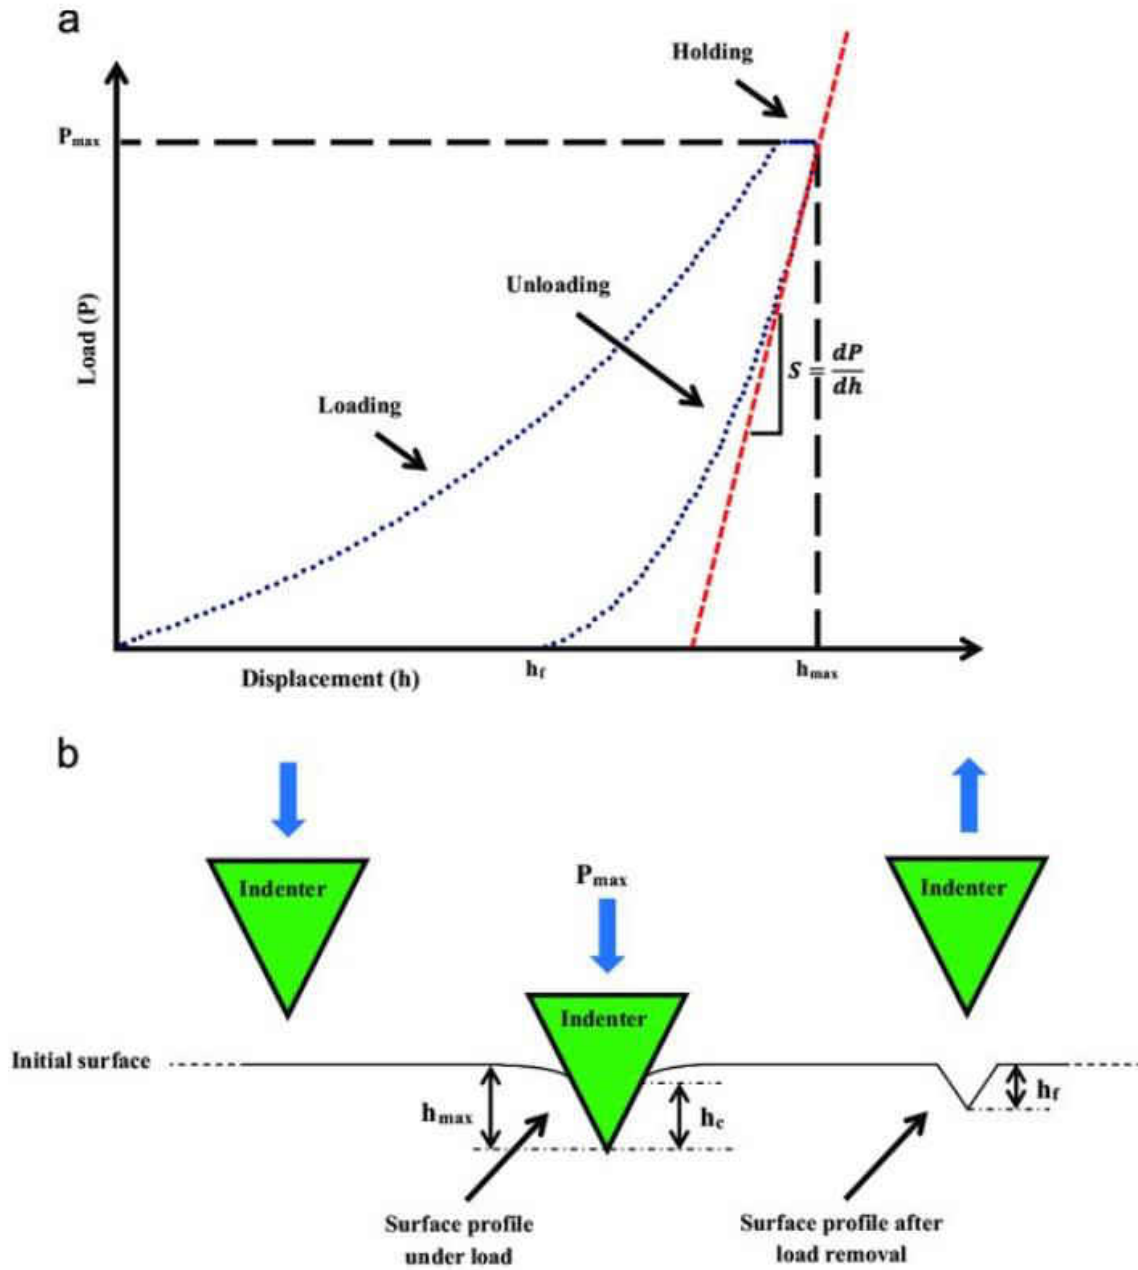 a
Holding
Pmax
Unloading
Load (P)
S = dP/dh
Loading
Displacement (h)
hf
hmax
b
Indenter
Pmax
Indenter
Indenter
Initial surface
hmax
hc
hf
Surface profile
under load
Surface profile after
load removal